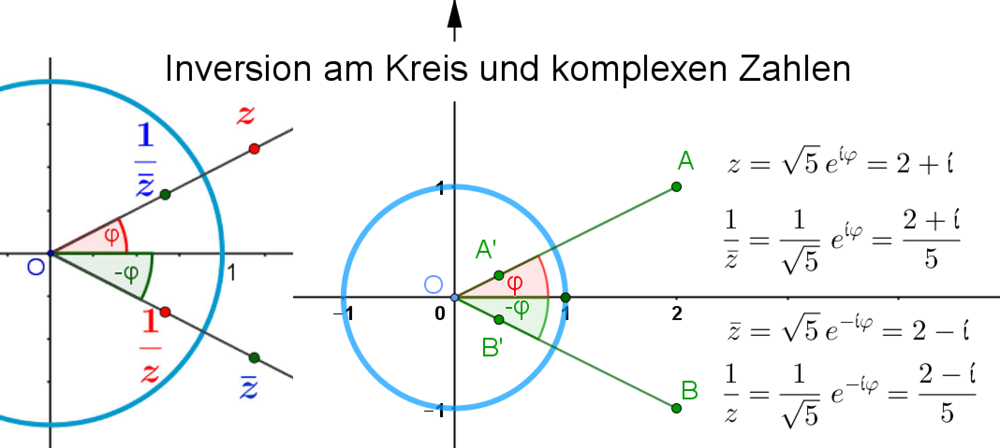 Inversion am Kreis und komplexen Zahlen
z
1/z̄
φ
O
-φ
1
1/z
z̄
1
A
A'
O
φ
-φ
−1
0
1
2
B'
B
−1
z = √5 e^{iφ} = 2 + i
1/z̄ = 1/√5 e^{iφ} = (2 + i)/5
z̄ = √5 e^{−iφ} = 2 − i
1/z = 1/√5 e^{−iφ} = (2 − i)/5